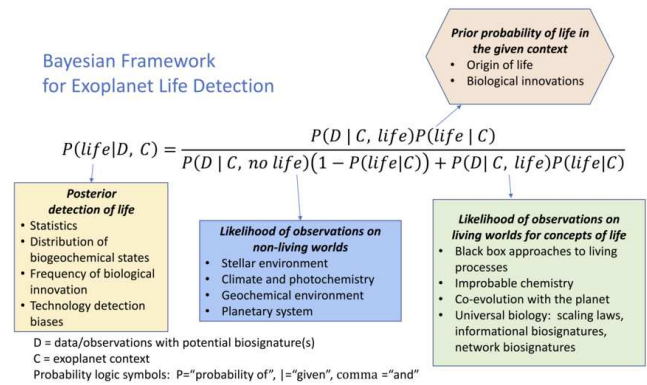 Bayesian Framework
for Exoplanet Life Detection
Prior probability of life in
the given context
• Origin of life
• Biological innovations
P(life|D, C) = P(D | C, life)P(life | C)
P(D | C, no life)(1 − P(life|C)) + P(D| C, life)P(life|C)
Posterior
detection of life
• Statistics
• Distribution of
biogeochemical states
• Frequency of biological
innovation
• Technology detection
biases
Likelihood of observations on
non-living worlds
• Stellar environment
• Climate and photochemistry
• Geochemical environment
• Planetary system
Likelihood of observations on
living worlds for concepts of life
• Black box approaches to living
processes
• Improbable chemistry
• Co-evolution with the planet
• Universal biology: scaling laws,
informational biosignatures,
network biosignatures
D = data/observations with potential biosignature(s)
C = exoplanet context
Probability logic symbols: P=“probability of”, |=“given”, comma =“and”